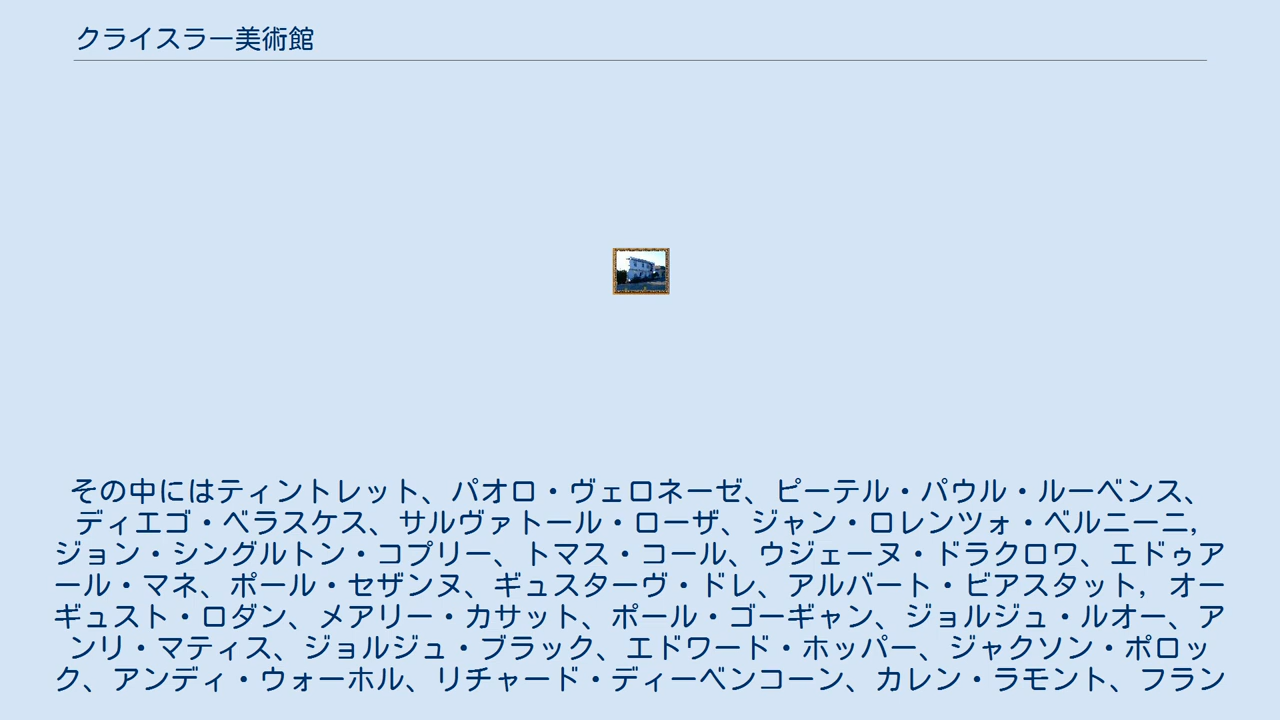 クライスラー美術館
その中にはティントレット、パオロ・ヴェロネーゼ、ピーテル・パウル・ルーベンス、
ディエゴ・ベラスケス、サルヴァトール・ローザ、ジャン・ロレンツォ・ベルニーニ,
ジョン・シングルトン・コプリー、トマス・コール、ウジェーヌ・ドラクロワ、エドゥア
ール・マネ、ポール・セザンヌ、ギュスターヴ・ドレ、アルバート・ビアスタット, オー
ギュスト・ロダン、メアリー・カサット、ポール・ゴーギャン、ジョルジュ・ルオー、ア
ンリ・マティス、ジョルジュ・ブラック、エドワード・ホッパー、ジャクソン・ポロッ
ク、アンディ・ウォーホル、リチャード・ディーベンコーン、カレン・ラモント、フラン